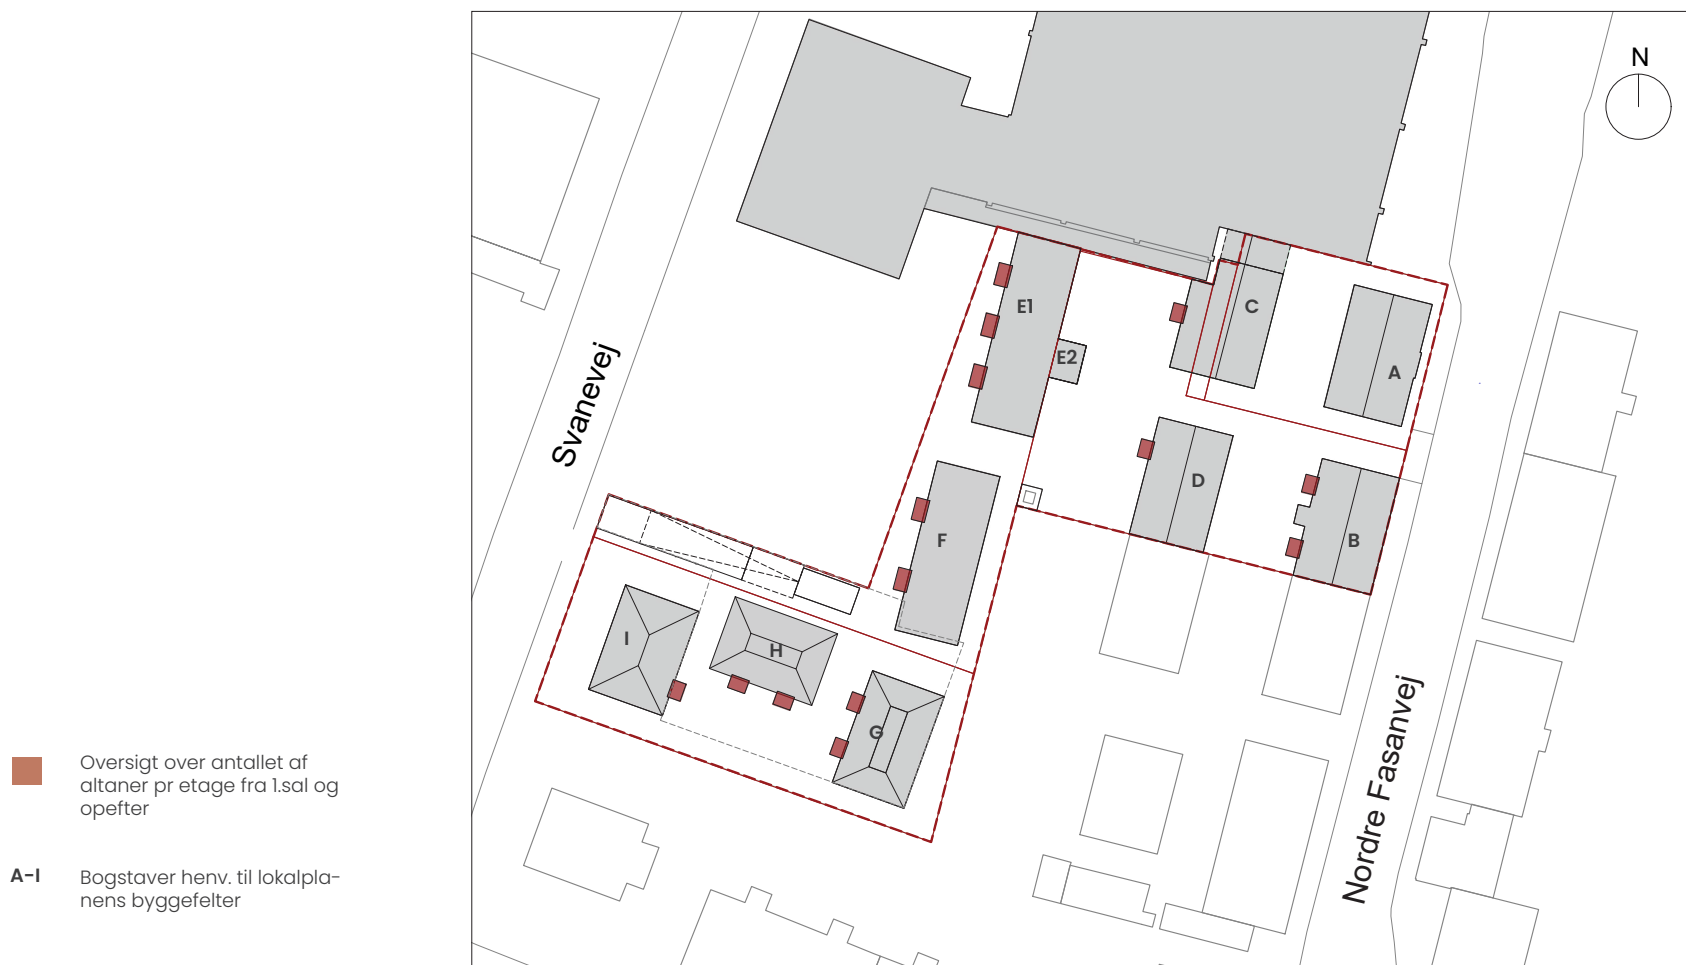 N
E1
C
E2
A
Svanevej
D
F
B
I
H
G
Nordre Fasanvej
Oversigt over antallet af
altaner pr etage fra 1.sal og
opefter
A-I
Bogstaver henv. til lokalpla-
nens byggefelter